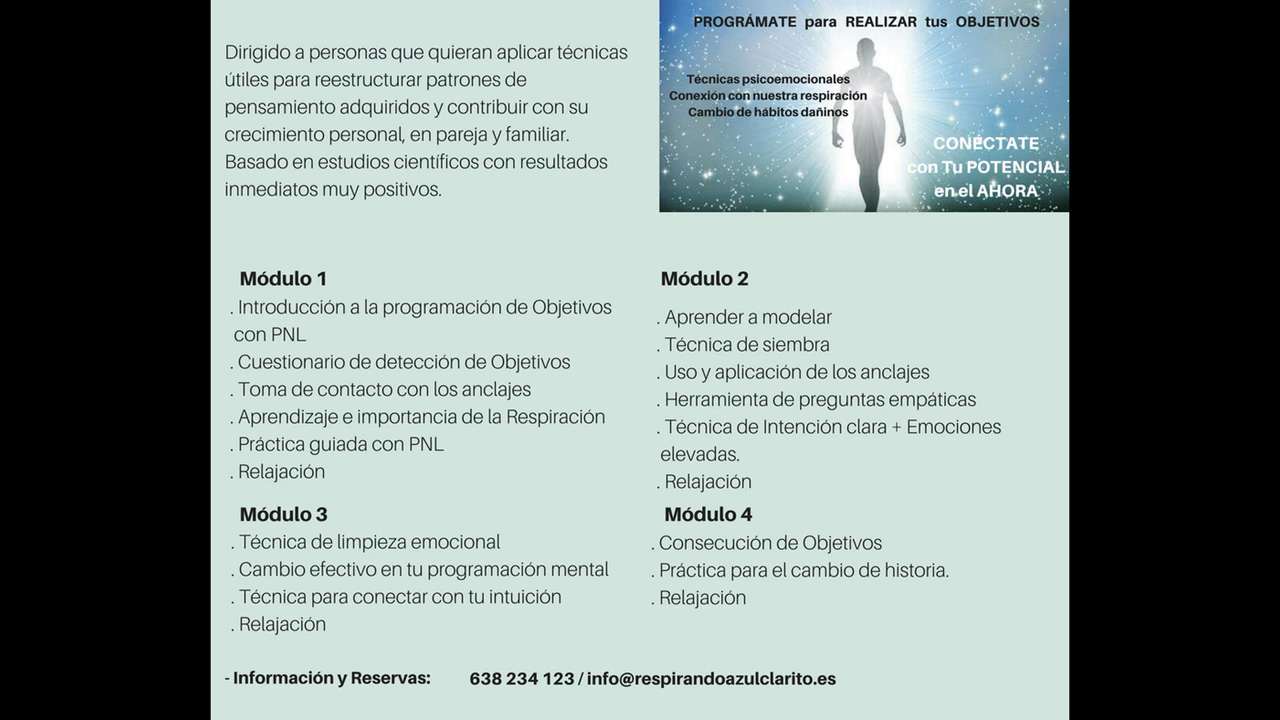 Dirigido a personas que quieran aplicar técnicas
útiles para reestructurar patrones de
pensamiento adquiridos y contribuir con su
crecimiento personal, en pareja y familiar.
Basado en estudios científicos con resultados
inmediatos muy positivos.
PROGRÁMATE para REALIZAR tus OBJETIVOS
Técnicas psicoemocionales
Conexión con nuestra respiración
Cambio de hábitos dañinos
CONÉCTATE
con Tu POTENCIAL
en el AHORA
Módulo 1
. Introducción a la programación de Objetivos
con PNL
. Cuestionario de detección de Objetivos
. Toma de contacto con los anclajes
. Aprendizaje e importancia de la Respiración
. Práctica guiada con PNL
. Relajación
Módulo 2
. Aprender a modelar
. Técnica de siembra
. Uso y aplicación de los anclajes
. Herramienta de preguntas empáticas
. Técnica de Intención clara + Emociones
elevadas.
. Relajación
Módulo 3
. Técnica de limpieza emocional
. Cambio efectivo en tu programación mental
. Técnica para conectar con tu intuición
. Relajación
Módulo 4
. Consecución de Objetivos
. Práctica para el cambio de historia.
. Relajación
- Información y Reservas: 638 234 123 / info@respirandoazulclarito.es